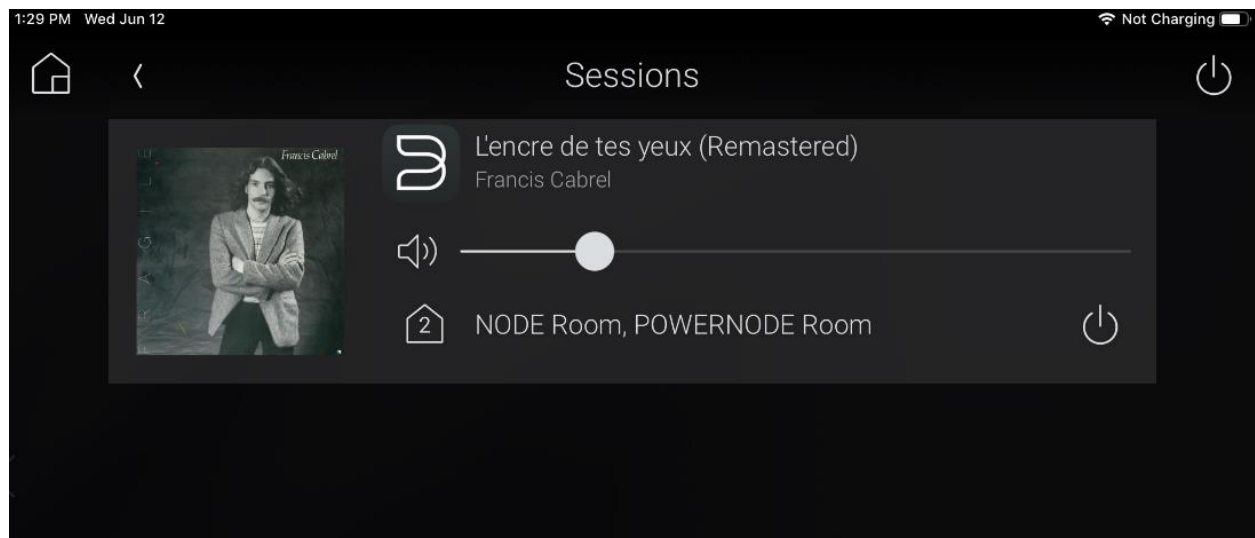 1:29 PM Wed Jun 12
Not Charging
Sessions
Francis Cabrel
FRAGILE
L'encre de tes yeux (Remastered)
Francis Cabrel
2
NODE Room, POWERNODE Room